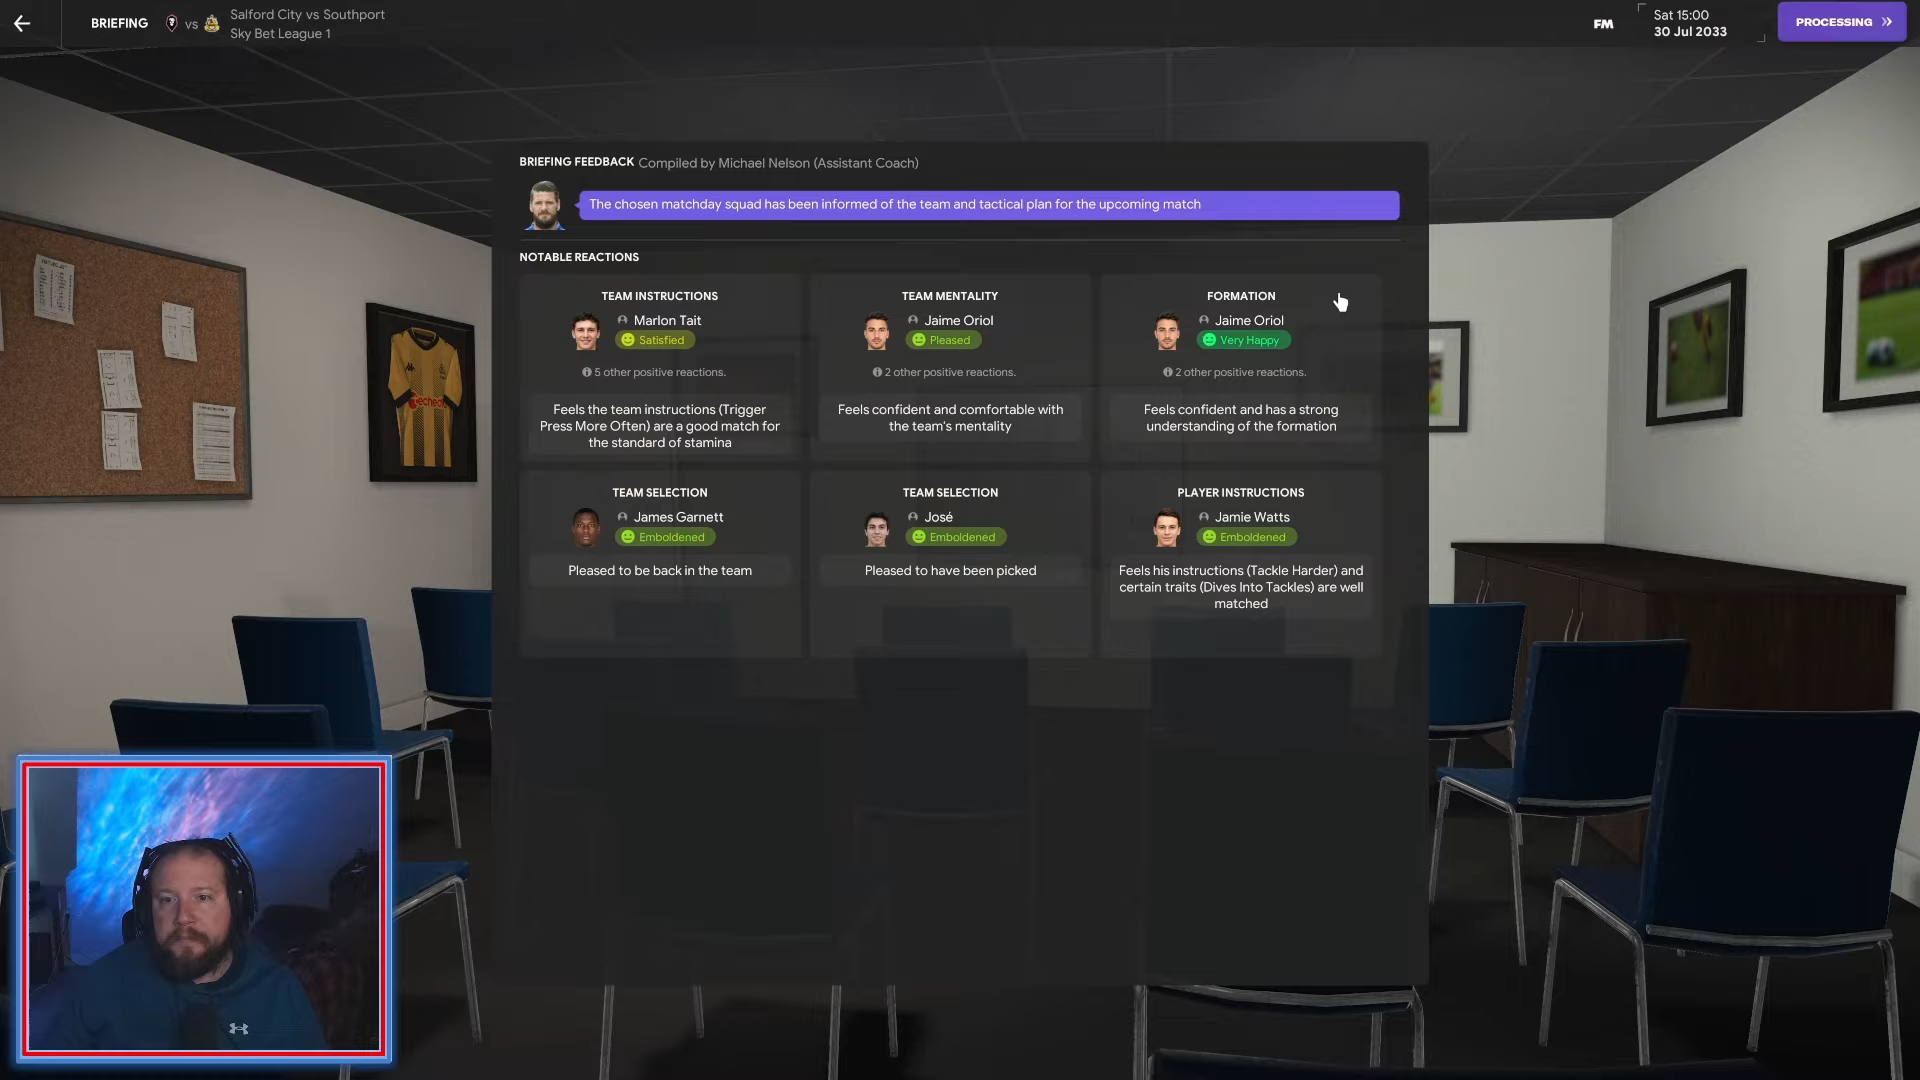 BRIEFING
vs
Salford City vs Southport
Sky Bet League 1
FM
Sat 15:00
30 Jul 2033
PROCESSING
BRIEFING FEEDBACK Compiled by Michael Nelson (Assistant Coach)
The chosen matchday squad has been informed of the team and tactical plan for the upcoming match
NOTABLE REACTIONS
TEAM INSTRUCTIONS
Marlon Tait
Satisfied
5 other positive reactions.
Feels the team instructions (Trigger
Press More Often) are a good match for
the standard of stamina
TEAM MENTALITY
Jaime Oriol
Pleased
2 other positive reactions.
Feels confident and comfortable with
the team's mentality
FORMATION
Jaime Oriol
Very Happy
2 other positive reactions.
Feels confident and has a strong
understanding of the formation
TEAM SELECTION
James Garnett
Emboldened
Pleased to be back in the team
TEAM SELECTION
José
Emboldened
Pleased to have been picked
PLAYER INSTRUCTIONS
Jamie Watts
Emboldened
Feels his instructions (Tackle Harder) and
certain traits (Dives Into Tackles) are well
matched